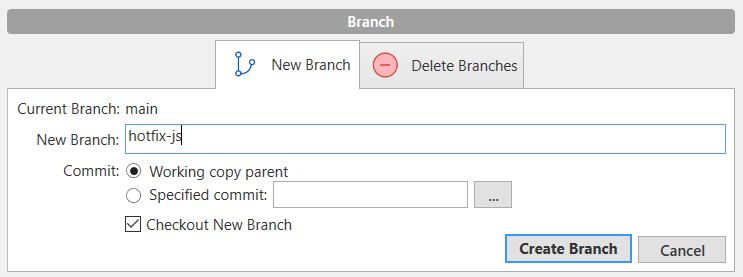 Branch
New Branch Delete Branches
Current Branch: main
New Branch: hotfix-js
Commit: Working copy parent
Specified commit: ...
Checkout New Branch
Create Branch Cancel